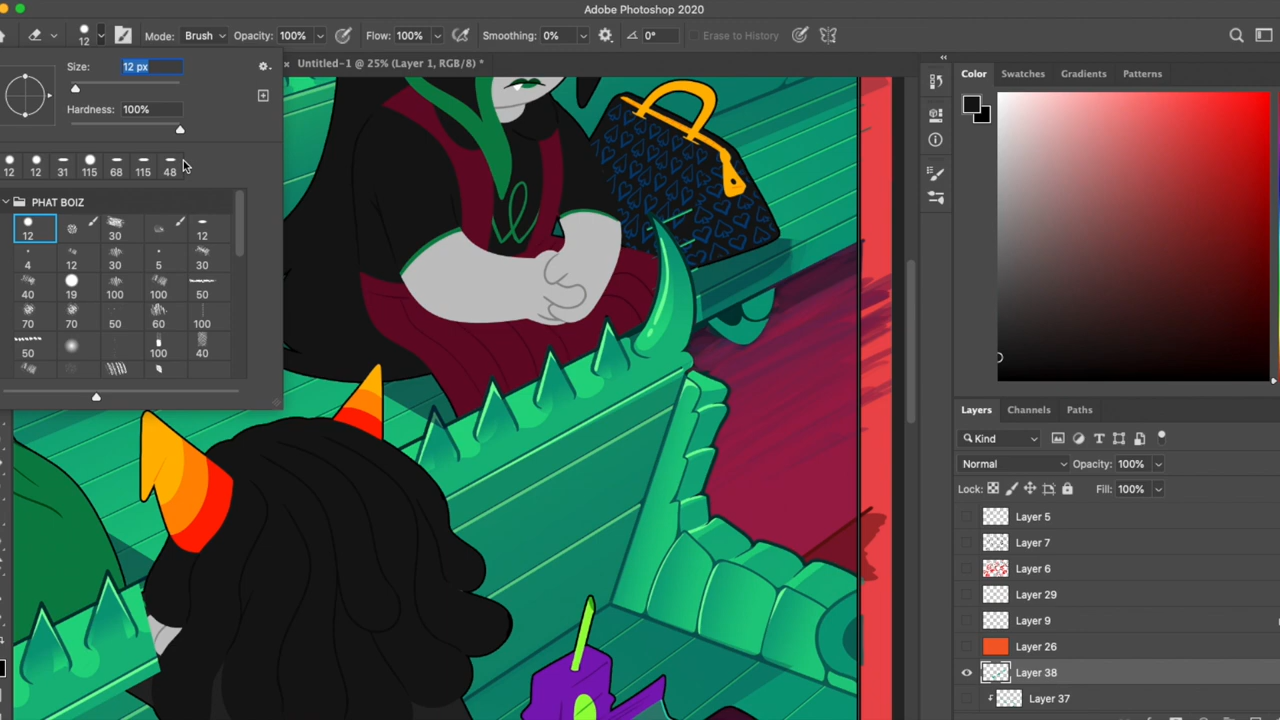 Adobe Photoshop 2020
12 Mode: Brush Opacity: 100% Flow: 100% Smoothing: 0% 0° Erase to History
Untitled-1 @ 25% (Layer 1, RGB/8) *
Size: 12 px
Hardness: 100%
12 12 31 115 68 115 48
PHAT BOIZ
12 30 12
4 12 30 5 30
40 19 100 100 50
70 70 50 60 100
50 100 40
Color Swatches Gradients Patterns
Layers Channels Paths
Kind
Normal Opacity: 100%
Lock: Fill: 100%
Layer 5
Layer 7
Layer 6
Layer 29
Layer 9
Layer 26
Layer 38
Layer 37